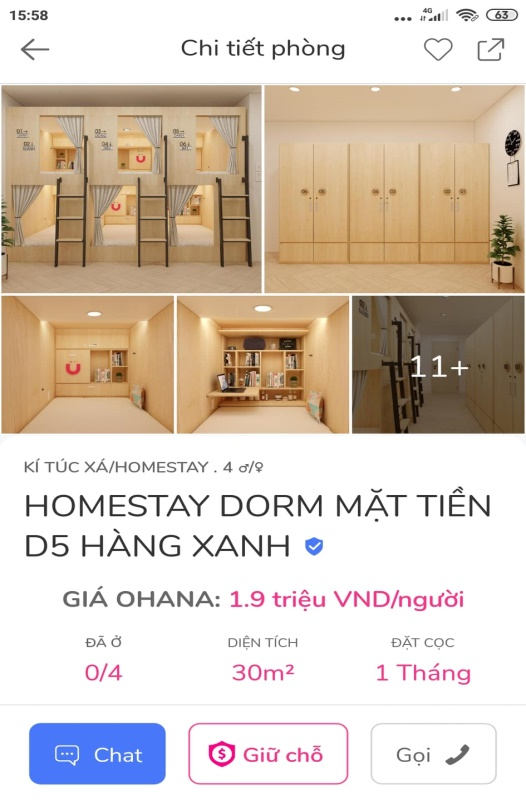 15:58
4G
63
Chi tiết phòng
11+
KÍ TÚC XÁ/HOMESTAY . 4 ♂/♀
HOMESTAY DORM MẶT TIỀN
D5 HÀNG XANH
GIÁ OHANA: 1.9 triệu VND/người
ĐÃ Ở
DIỆN TÍCH
ĐẶT CỌC
0/4
30m²
1 Tháng
Chat
Giữ chỗ
Gọi